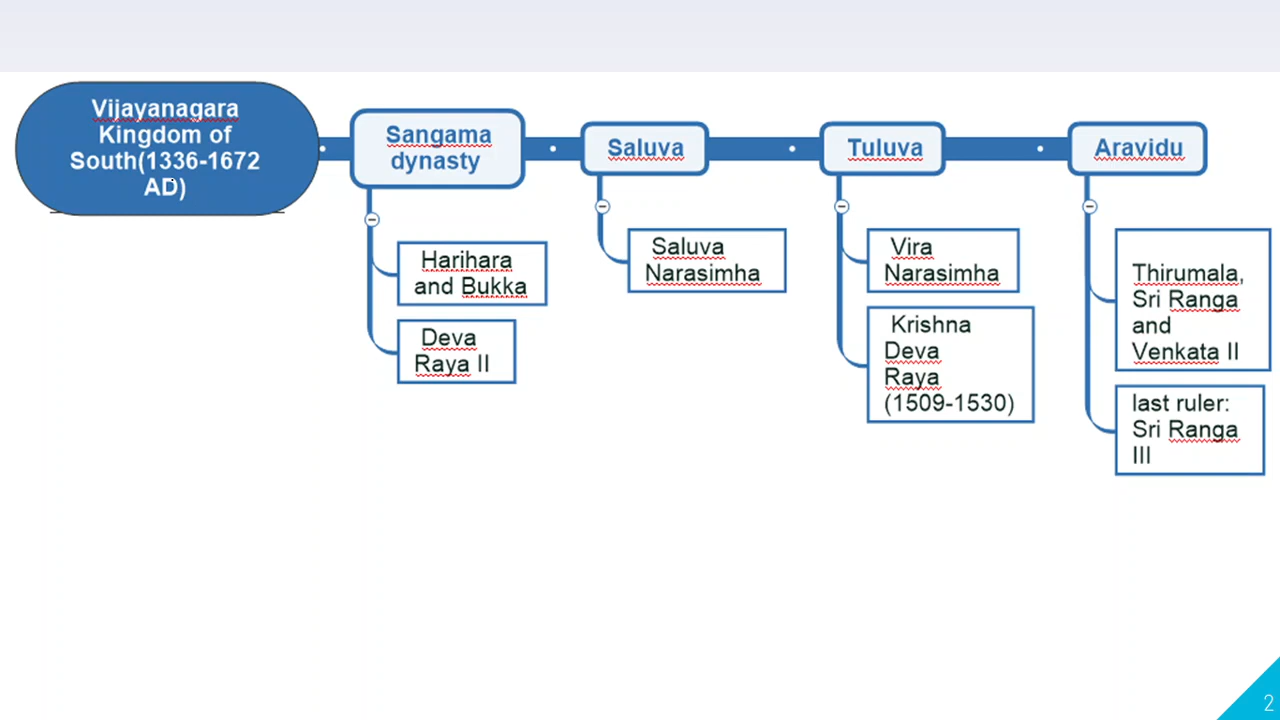 Vijayanagara
Kingdom of
South(1336-1672
AD)
Sangama
dynasty
Harihara
and Bukka
Deva
Raya II
Saluva
Saluva
Narasimha
Tuluva
Vira
Narasimha
Krishna
Deva
Raya
(1509-1530)
Aravidu
Thirumala,
Sri Ranga
and
Venkata II
last ruler:
Sri Ranga
III
2